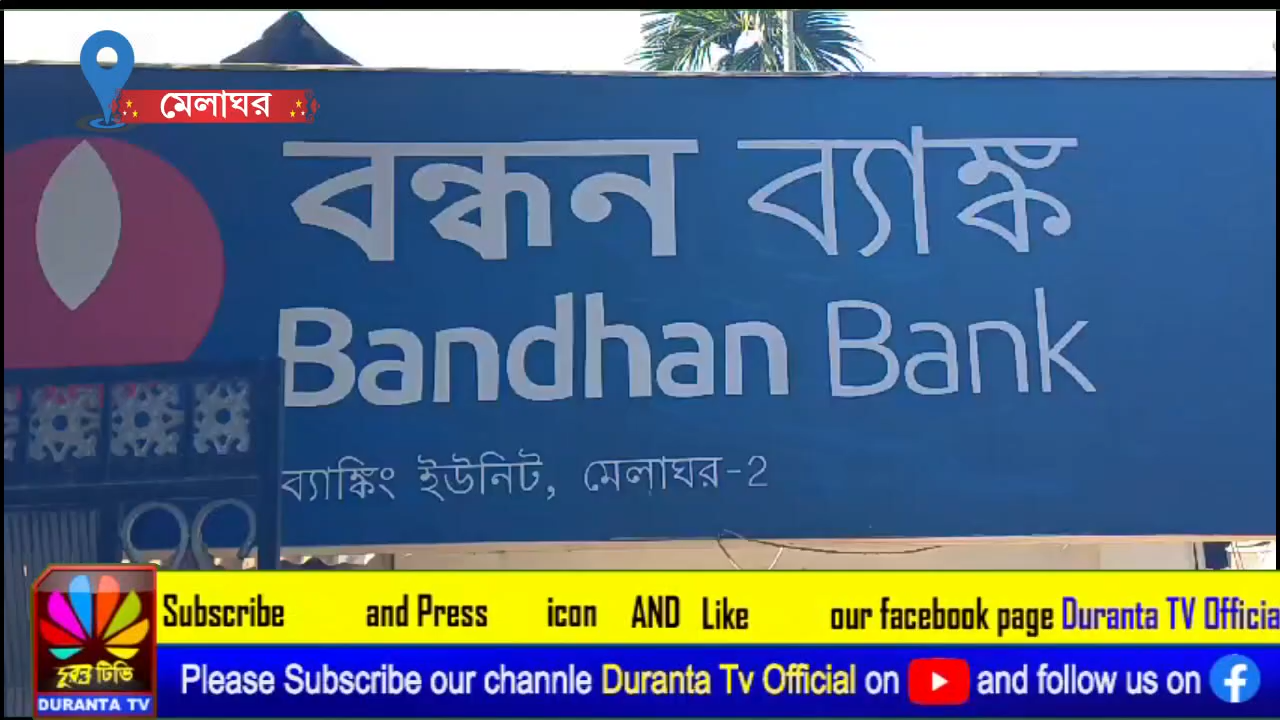 মেলাঘর
বন্ধন ব্যাঙ্ক
Bandhan Bank
ব্যাঙ্কিং ইউনিট, মেলাঘর-2
Subscribe and Press icon AND Like our facebook page Duranta TV Officia
দুরন্ত টিভি
DURANTA TV
Please Subscribe our channle Duranta Tv Official on and follow us on